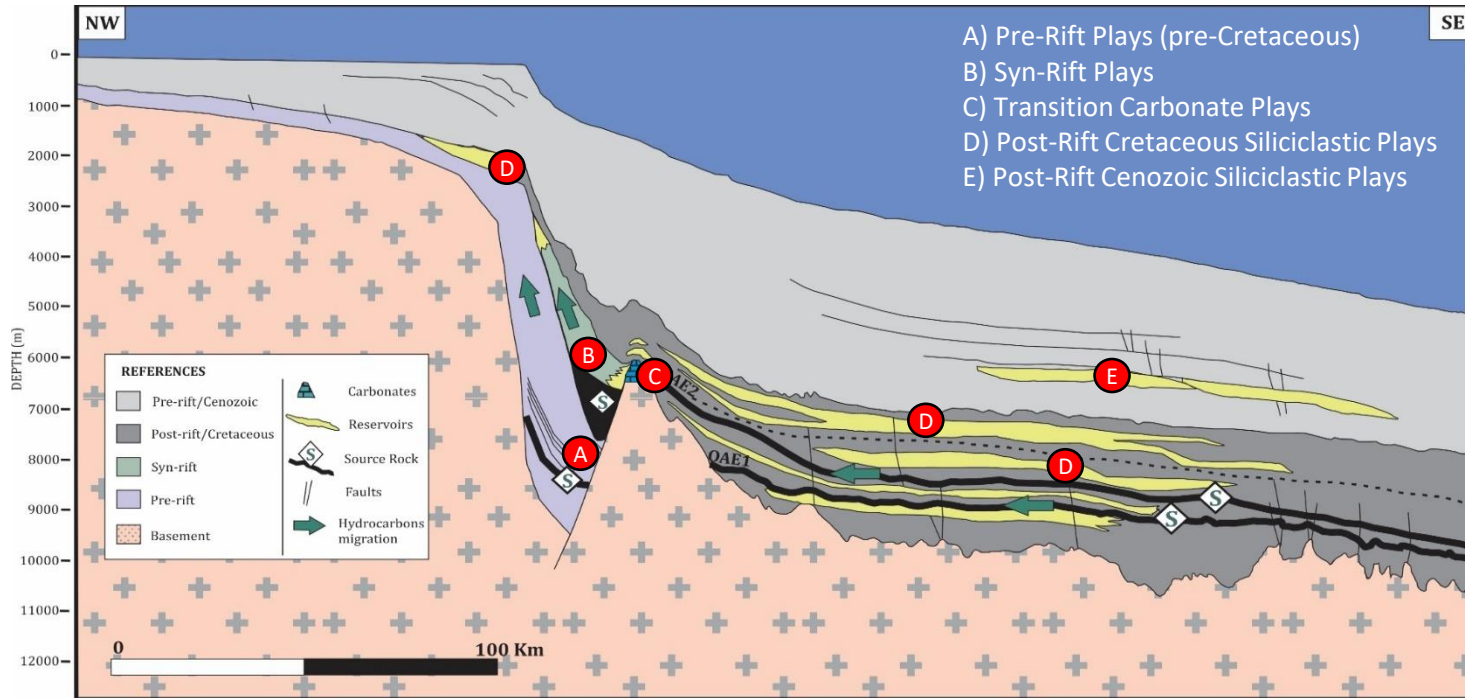 NW
SE
A) Pre-Rift Plays (pre-Cretaceous)
B) Syn-Rift Plays
C) Transition Carbonate Plays
D) Post-Rift Cretaceous Siliciclastic Plays
E) Post-Rift Cenozoic Siliciclastic Plays
DEPTH (m)
0
1000
2000
3000
4000
5000
6000
7000
8000
9000
10000
11000
12000
D
B
C
A
E
D
D
AE2
OAE1
S
S
S
S
REFERENCES
Pre-rift/Cenozoic
Post-rift/Cretaceous
Syn-rift
Pre-rift
Basement
Carbonates
Reservoirs
S
Source Rock
Faults
Hydrocarbons
migration
0
100 Km